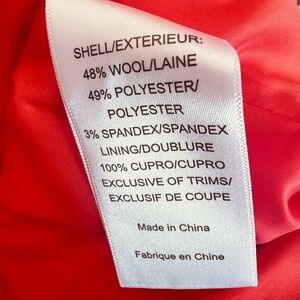 SHELL/EXTERIEUR:
48% WOOL/LAINE
49% POLYESTER/
POLYESTER
3% SPANDEX/SPANDEX
LINING/DOUBLURE
100% CUPRO/CUPRO
EXCLUSIVE OF TRIMS/
EXCLUSIF DE COUPE
Made in China
Fabrique en Chine